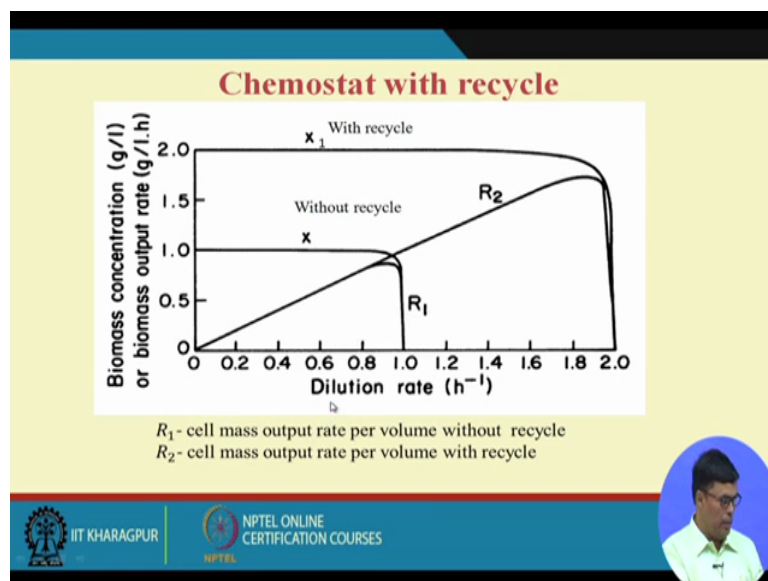 Chemostat with recycle
Biomass concentration (g/l)
or biomass output rate (g/l.h)
X₁ With recycle
2.0
1.5
1.0
0.5
0
Without recycle
X
R₂
R₁
0 0.2 0.4 0.6 0.8 1.0 1.2 1.4 1.6 1.8 2.0
Dilution rate (h⁻¹)
R₁- cell mass output rate per volume without recycle
R₂- cell mass output rate per volume with recycle
IIT KHARAGPUR
NPTEL
NPTEL ONLINE
CERTIFICATION COURSES